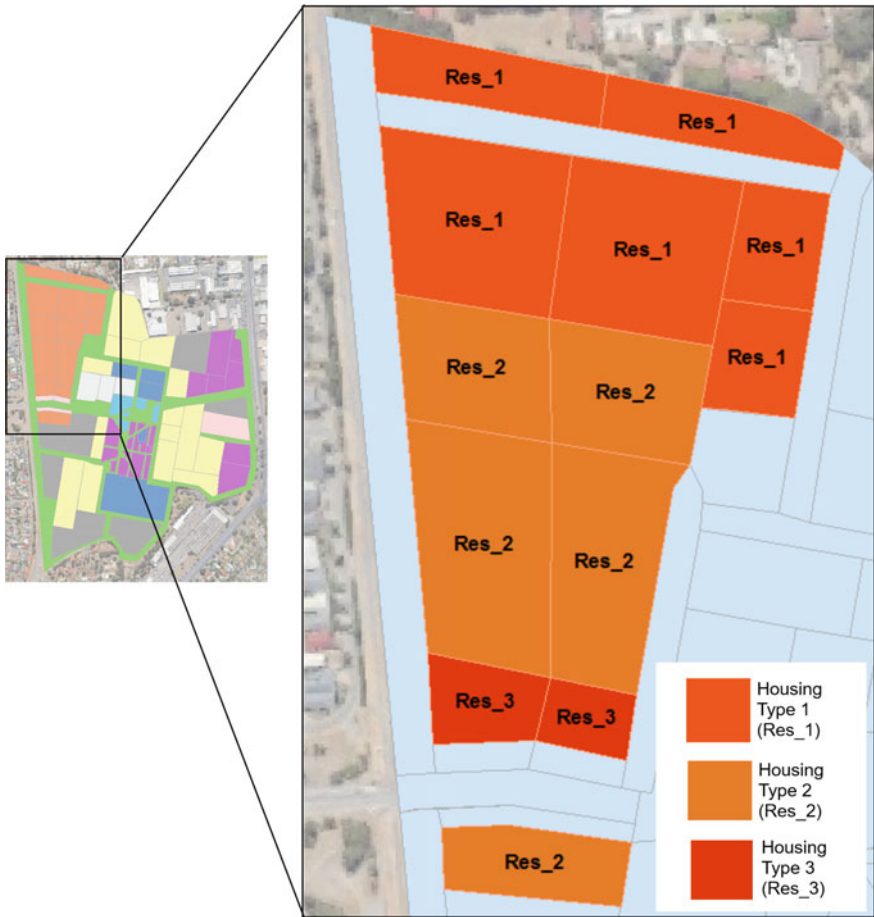 Res_1
Res_1
Res_1
Res_1
Res_1
Res_1
Res_2
Res_2
Res_2
Res_2
Res_3
Res_3
Res_2
Housing
Type 1
(Res_1)
Housing
Type 2
(Res_2)
Housing
Type 3
(Res_3)